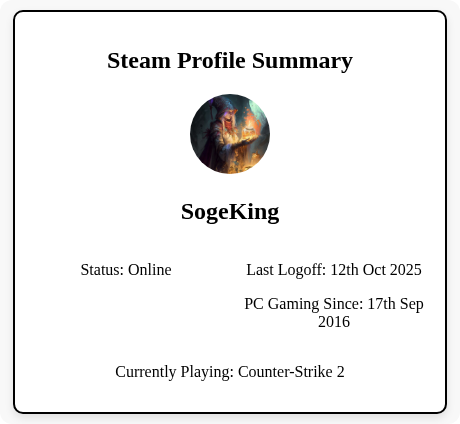 Steam Profile Summary
SogeKing
Status: Online
Last Logoff: 12th Oct 2025
PC Gaming Since: 17th Sep
2016
Currently Playing: Counter-Strike 2